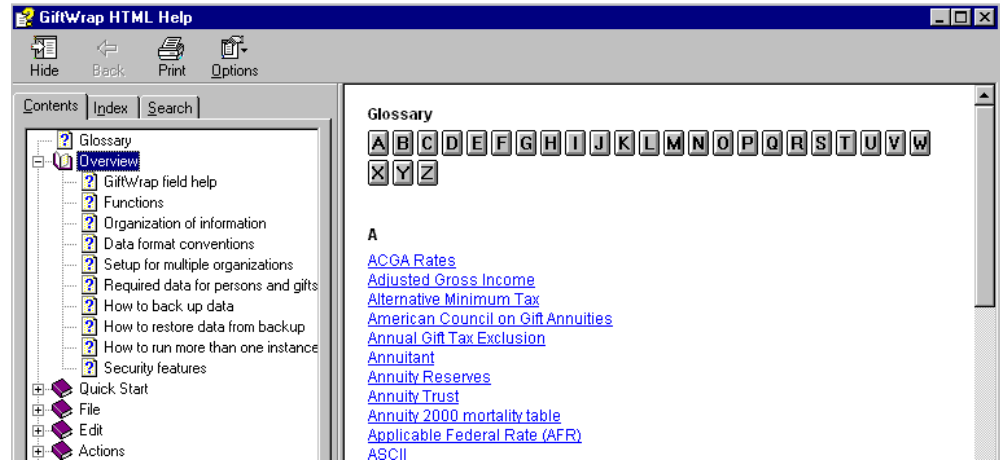 GiftWrap HTML Help
Hide Back Print Options
Contents Index Search
Glossary
Overview
GiftWrap field help
Functions
Organization of information
Data format conventions
Setup for multiple organizations
Required data for persons and gifts
How to back up data
How to restore data from backup
How to run more than one instance
Security features
Quick Start
File
Edit
Actions
Glossary
A B C D E F G H I J K L M N O P Q R S T U V W
X Y Z
A
ACGA Rates
Adjusted Gross Income
Alternative Minimum Tax
American Council on Gift Annuities
Annual Gift Tax Exclusion
Annuitant
Annuity Reserves
Annuity Trust
Annuity 2000 mortality table
Applicable Federal Rate (AFR)
ASCII